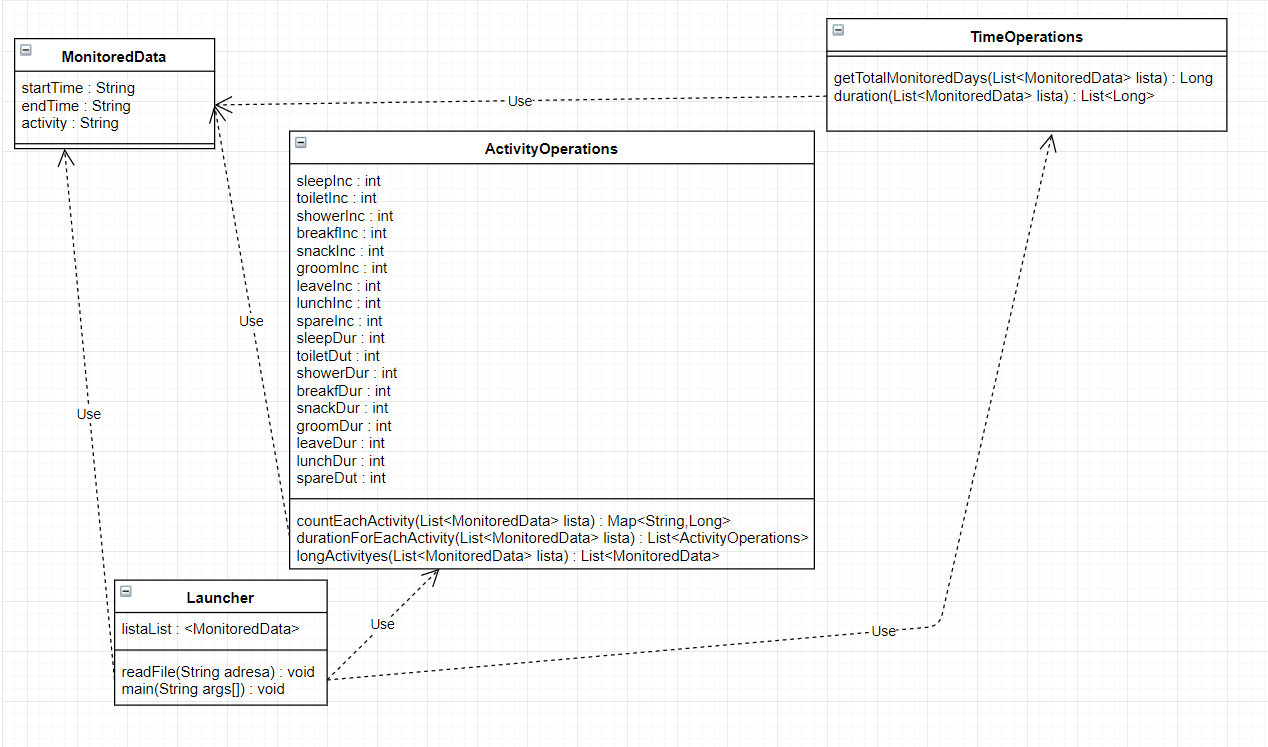 MonitoredData
startTime : String
endTime : String
activity : String
TimeOperations
getTotalMonitoredDays(List<MonitoredData> lista) : Long
duration(List<MonitoredData> lista) : List<Long>
Use
ActivityOperations
sleepInc : int
toiletInc : int
showerInc : int
breakfInc : int
snackInc : int
groomInc : int
leaveInc : int
lunchInc : int
spareInc : int
sleepDur : int
toiletDut : int
showerDur : int
breakfDur : int
snackDur : int
groomDur : int
leaveDur : int
lunchDur : int
spareDut : int
countEachActivity(List<MonitoredData> lista) : Map<String,Long>
durationForEachActivity(List<MonitoredData> lista) : List<ActivityOperations>
longActivityes(List<MonitoredData> lista) : List<MonitoredData>
Use
Use
Launcher
listaList : <MonitoredData>
readFile(String adresa) : void
main(String args[]) : void
Use
Use